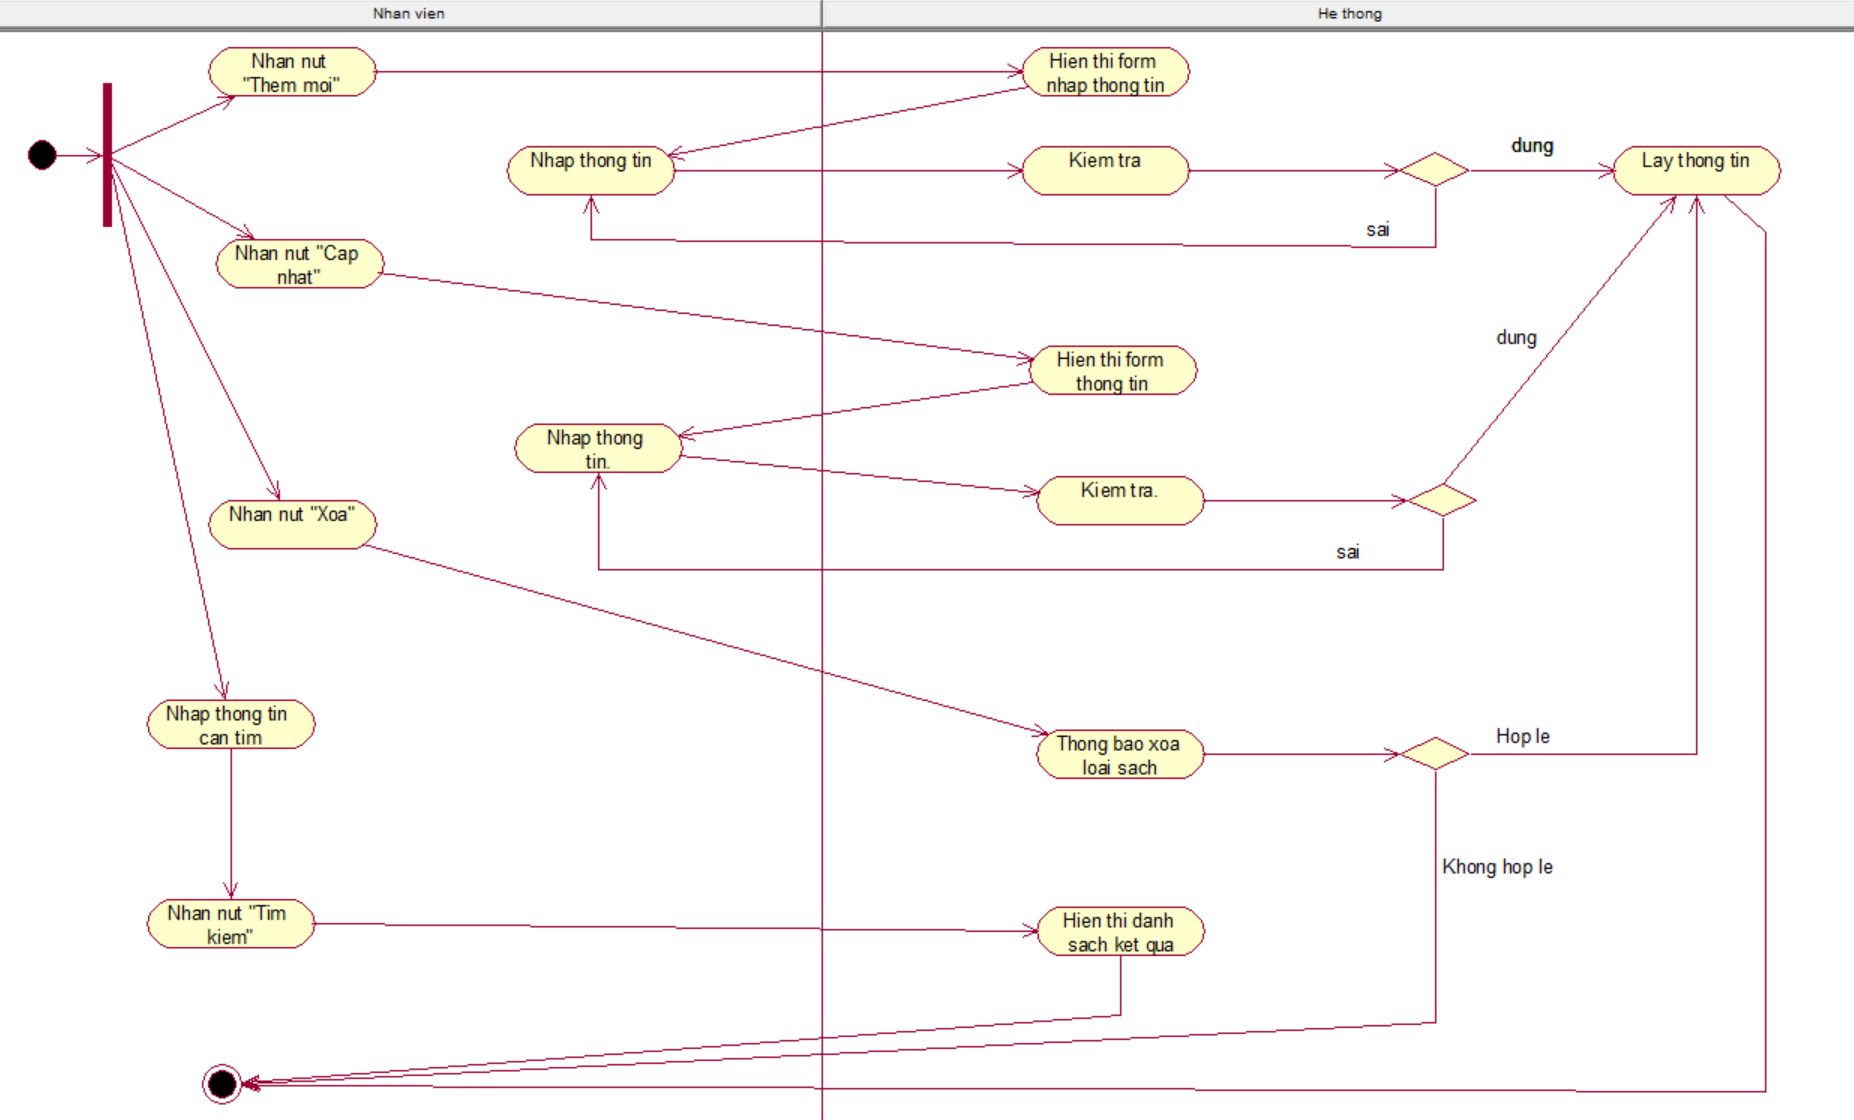 Nhan vien
He thong
Nhan nut
"Them moi"
Hien thi form
nhap thong tin
Nhap thong tin
Kiem tra
dung
Lay thong tin
sai
Nhan nut "Cap
nhat"
dung
Hien thi form
thong tin
Nhap thong
tin.
Kiem tra.
Nhan nut "Xoa"
sai
Nhap thong tin
can tim
Thong bao xoa
loai sach
Hop le
Khong hop le
Nhan nut "Tim
kiem"
Hien thi danh
sach ket qua